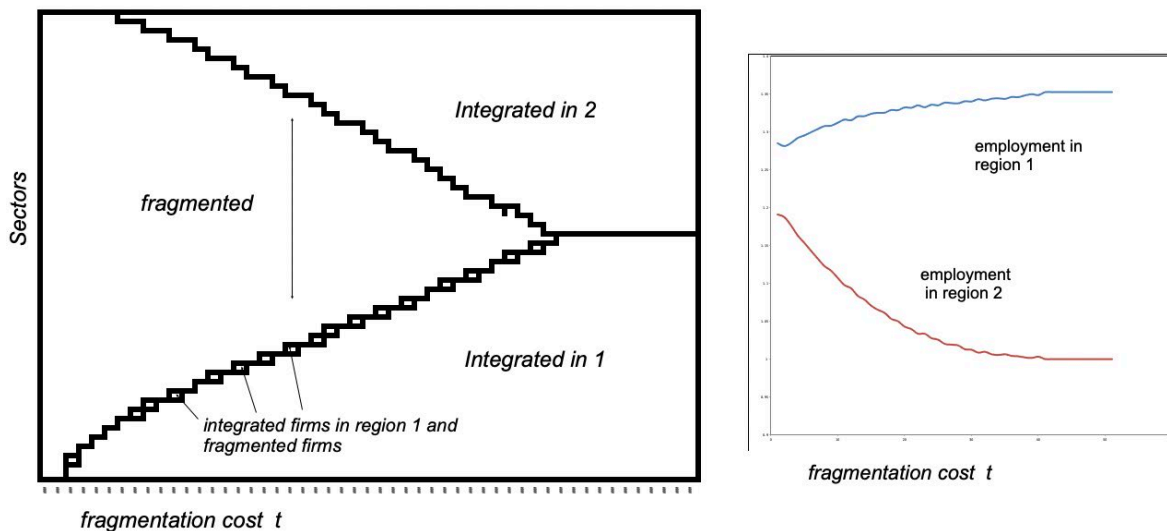 Integrated in 2
fragmented
Sectors
Integrated in 1
integrated firms in region 1 and
fragmented firms
fragmentation cost t
employment in
region 1
employment
in region 2
fragmentation cost t